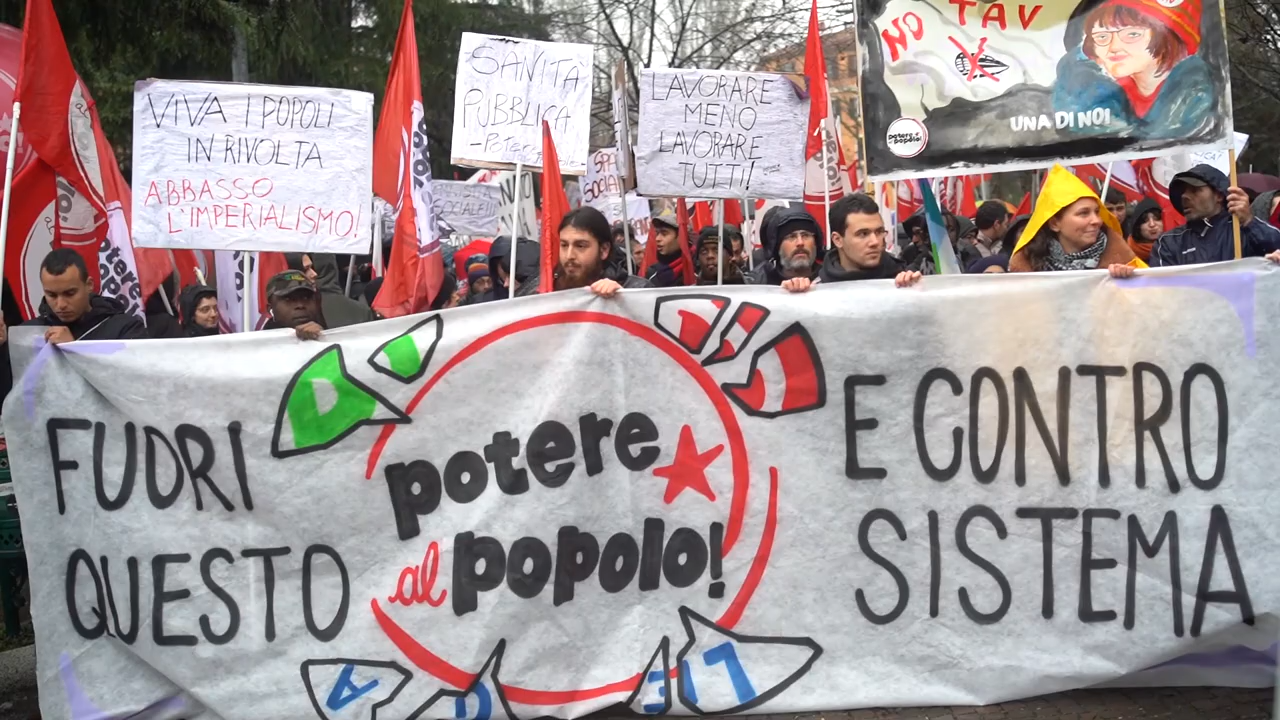 VIVA I POPOLI
IN RIVOLTA
ABBASSO
L'IMPERIALISMO!
SANITA
PUBBLICA
LAVORARE
MENO
LAVORARE
TUTTI!
NO TAV
potere al
popolo!
UNA DI NOI
FUORI
QUESTO
potere
al popolo!
E CONTRO
SISTEMA